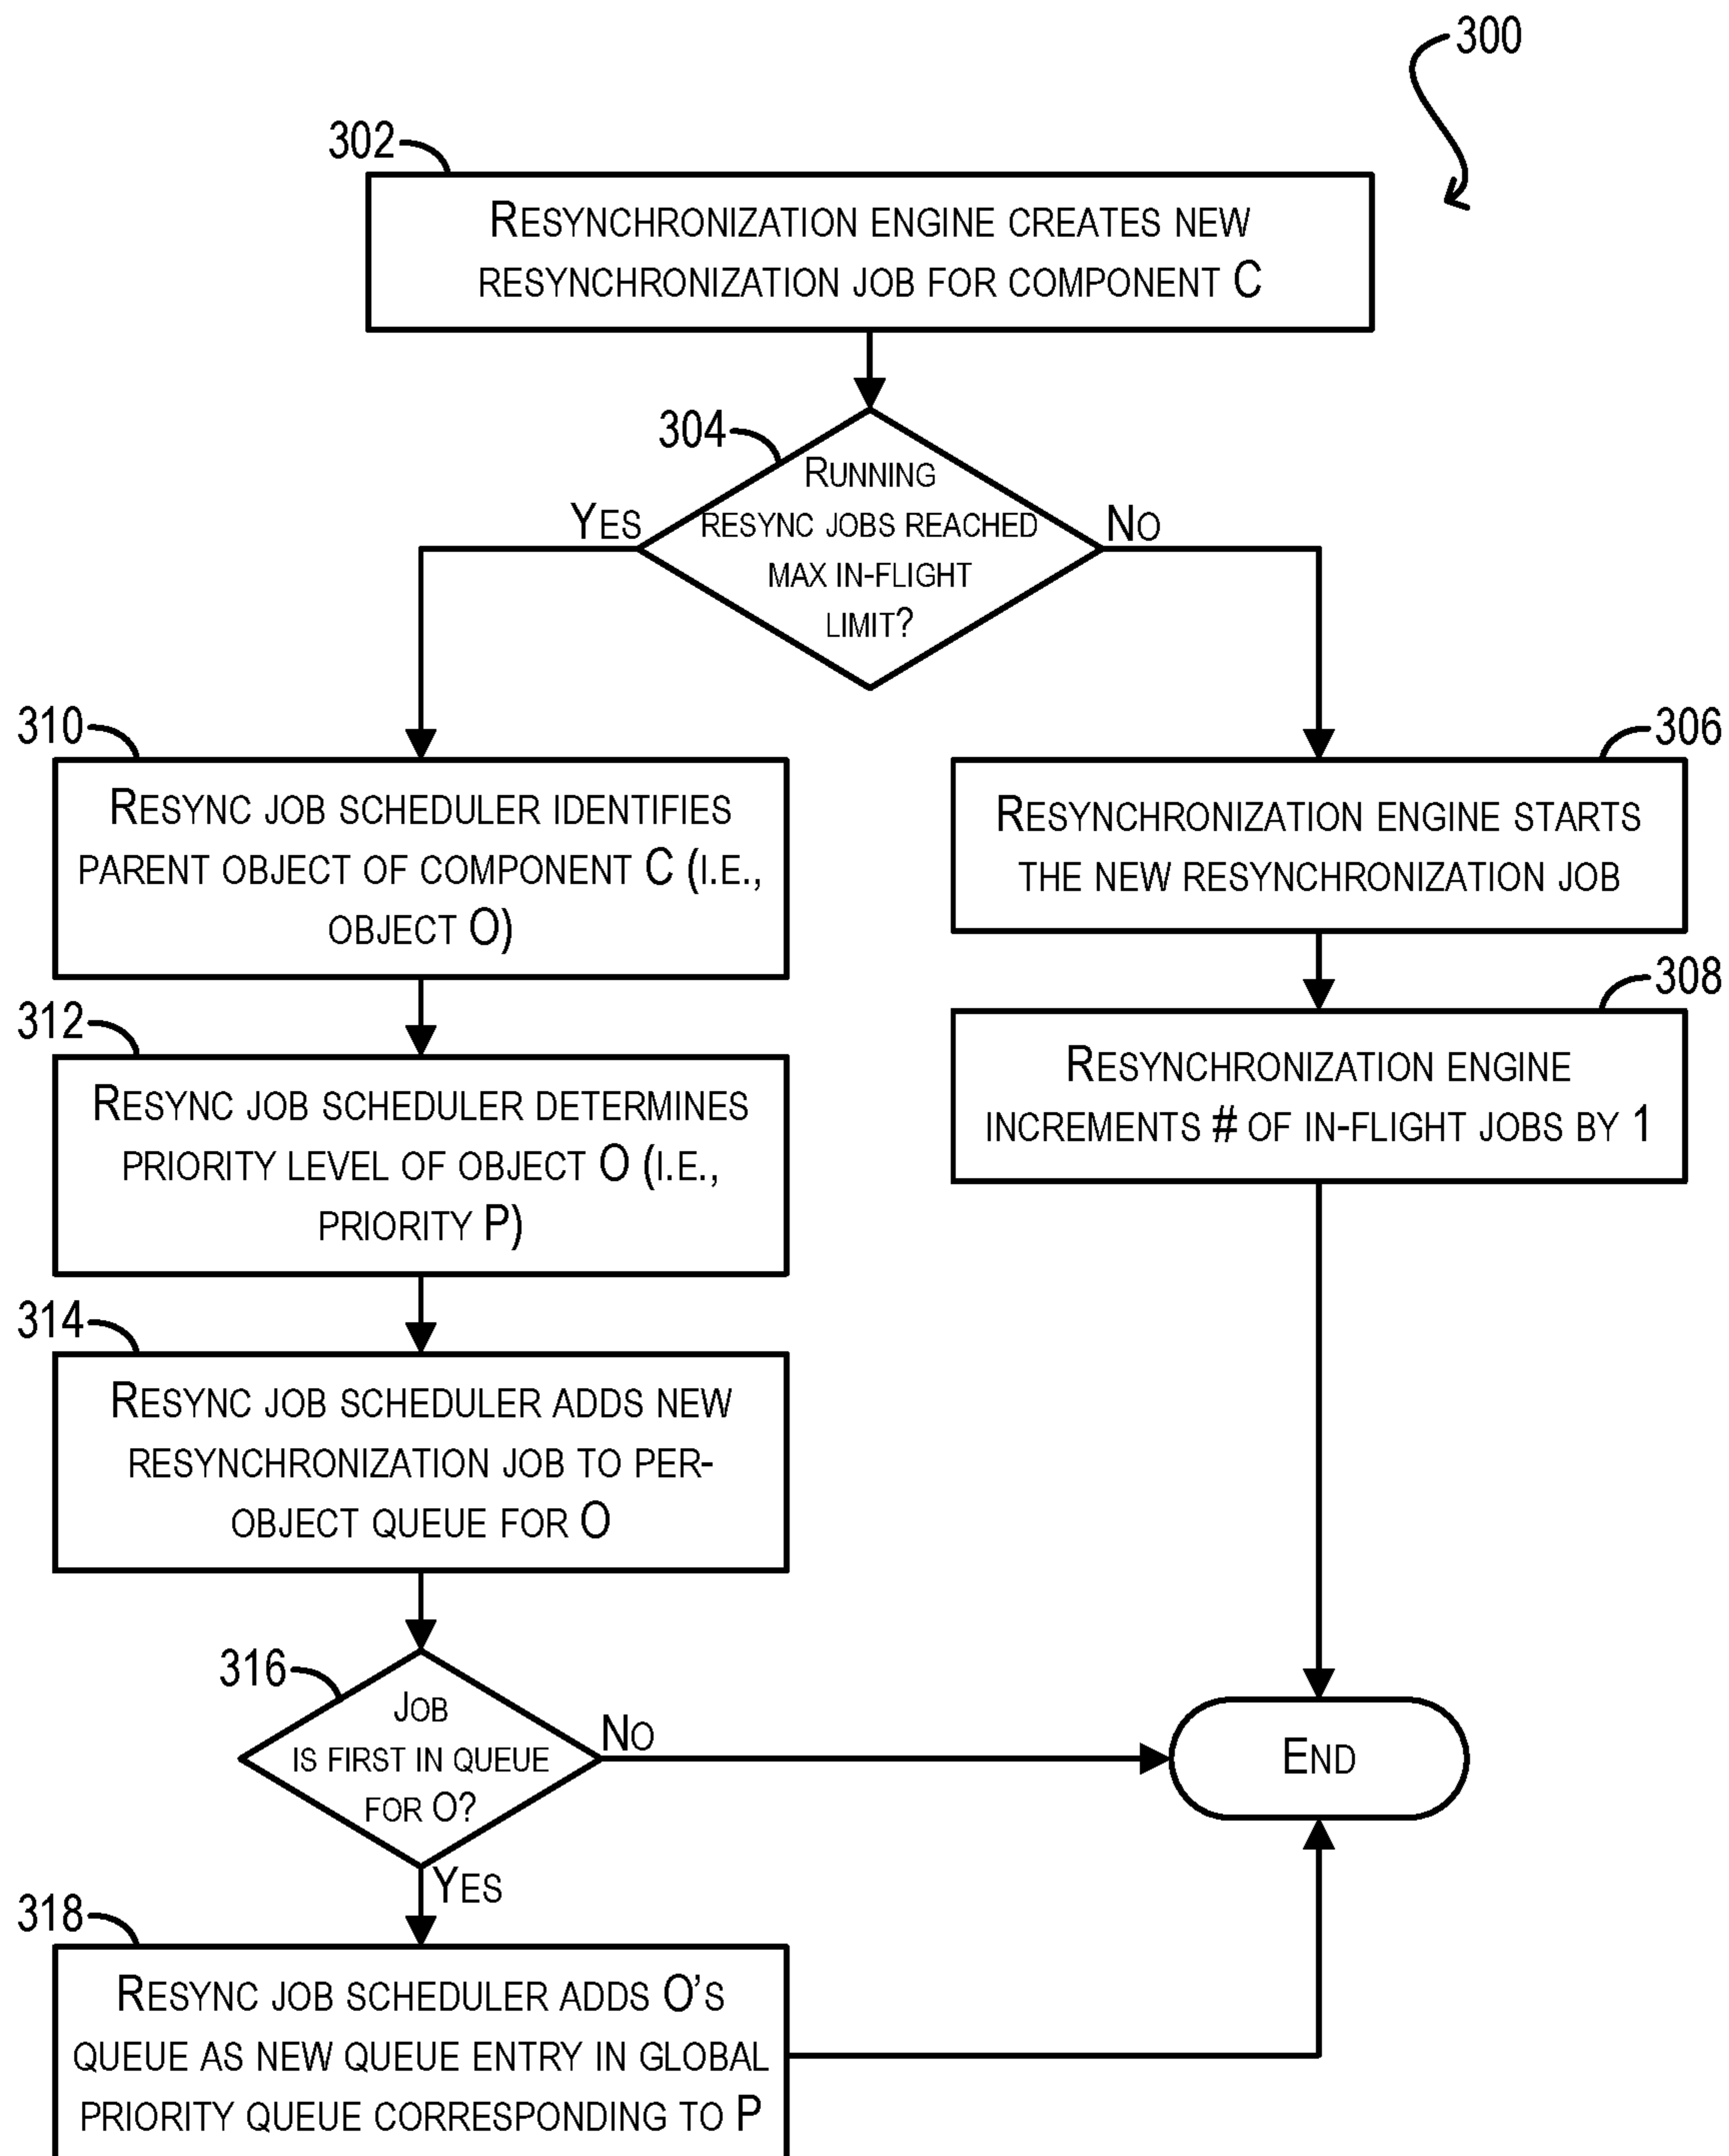 300
302
Resynchronization engine creates new
resynchronization job for component C
304
Running
resync jobs reached
max in-flight
limit?
Yes
No
310
Resync job scheduler identifies
parent object of component C (i.e.,
object O)
306
Resynchronization engine starts
the new resynchronization job
308
Resynchronization engine
increments # of in-flight jobs by 1
312
Resync job scheduler determines
priority level of object O (i.e.,
priority P)
314
Resync job scheduler adds new
resynchronization job to per-
object queue for O
316
Job
is first in queue
for O?
No
End
Yes
318
Resync job scheduler adds O's
queue as new queue entry in global
priority queue corresponding to P